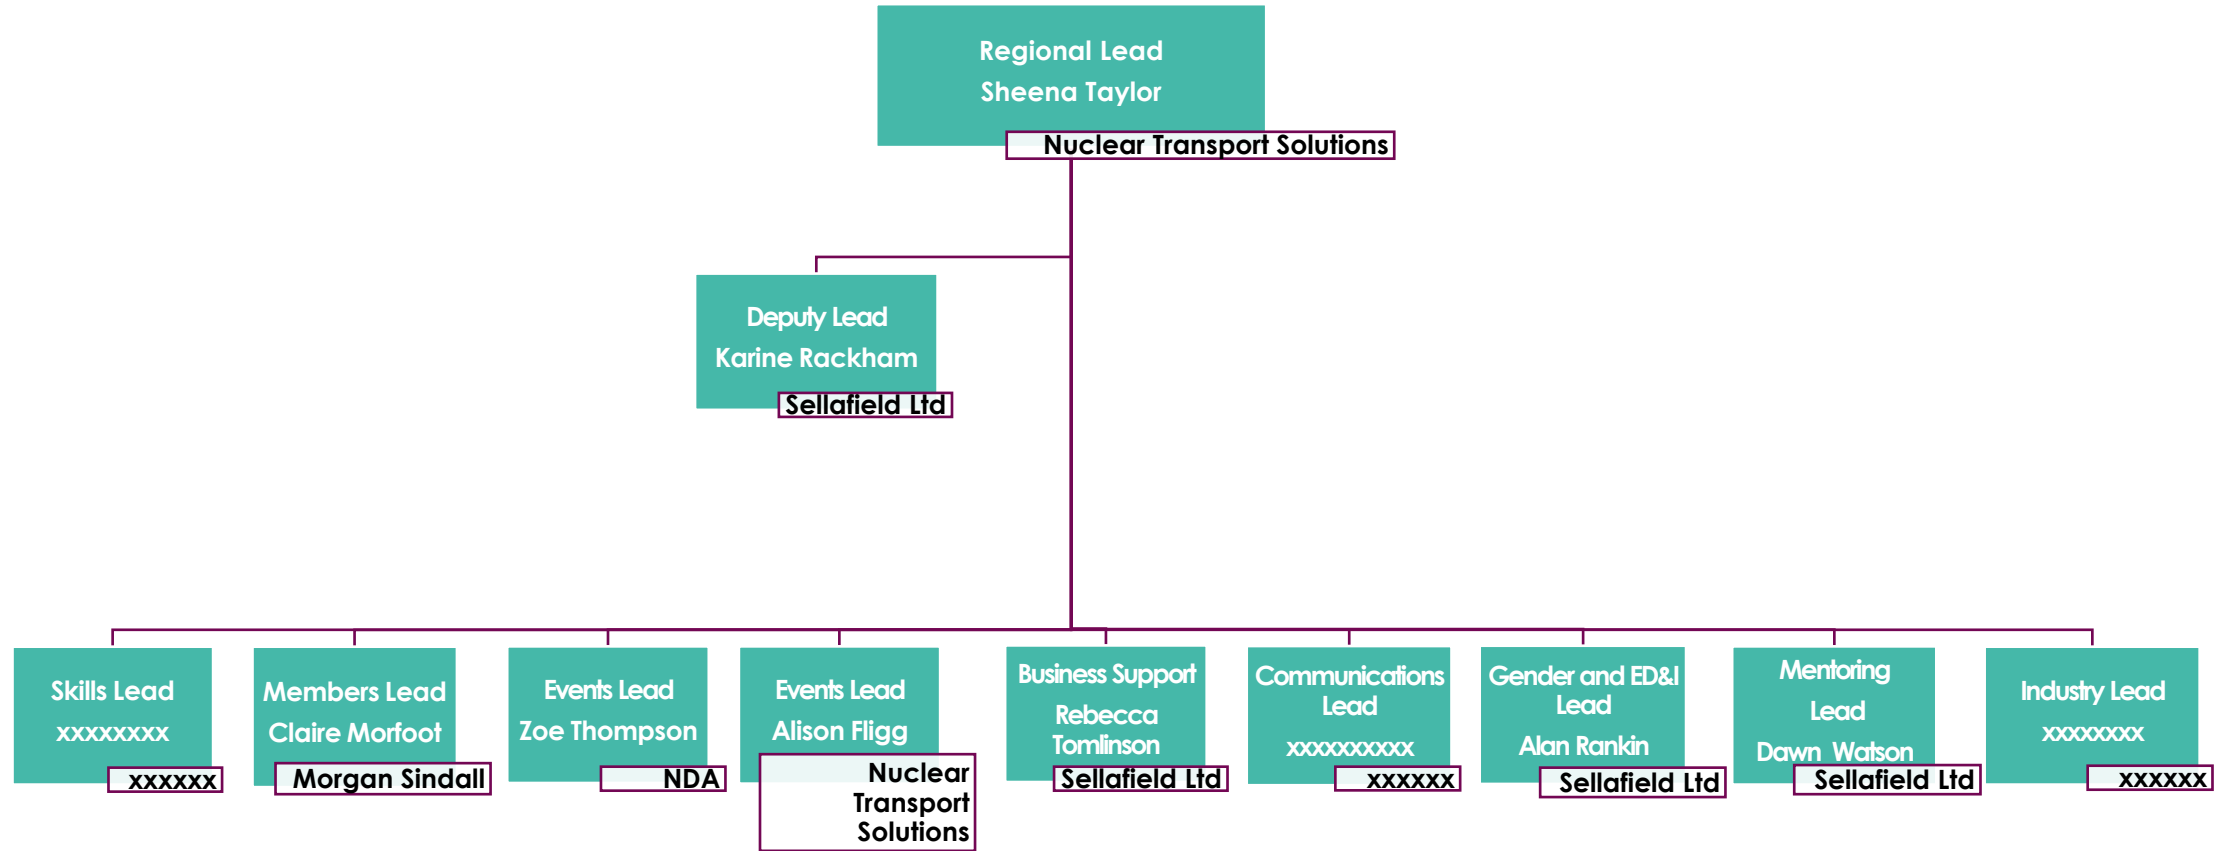 Regional Lead
Sheena Taylor
Nuclear Transport Solutions
Deputy Lead
Karine Rackham
Sellafield Ltd
Skills Lead
xxxxxxxx
xxxxxx
Members Lead
Claire Morfoot
Morgan Sindall
Events Lead
Zoe Thompson
NDA
Events Lead
Alison Fligg
Nuclear
Transport
Solutions
Business Support
Rebecca
Tomlinson
Sellafield Ltd
Communications
Lead
xxxxxxxxxx
xxxxxx
Gender and ED&I
Lead
Alan Rankin
Sellafield Ltd
Mentoring
Lead
Dawn Watson
Sellafield Ltd
Industry Lead
xxxxxxxx
xxxxxx